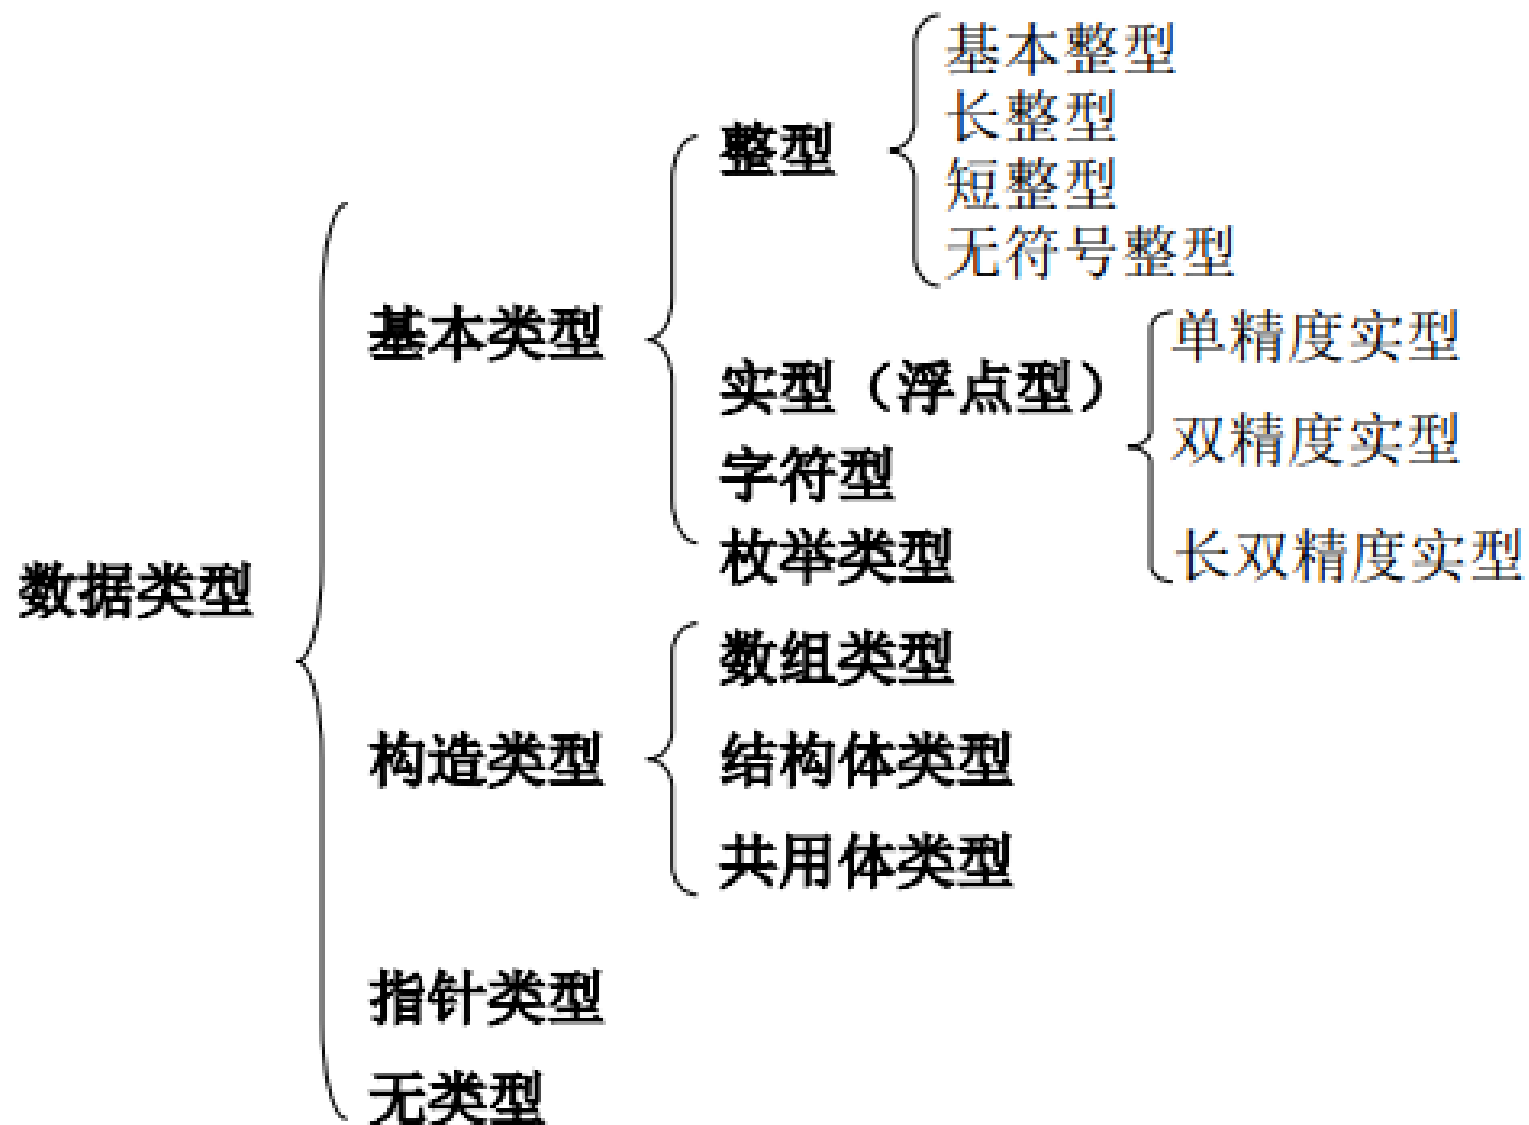 数据类型
基本类型
整型
基本整型
长整型
短整型
无符号整型
实型（浮点型）
单精度实型
双精度实型
长双精度实型
字符型
枚举类型
构造类型
数组类型
结构体类型
共用体类型
指针类型
无类型